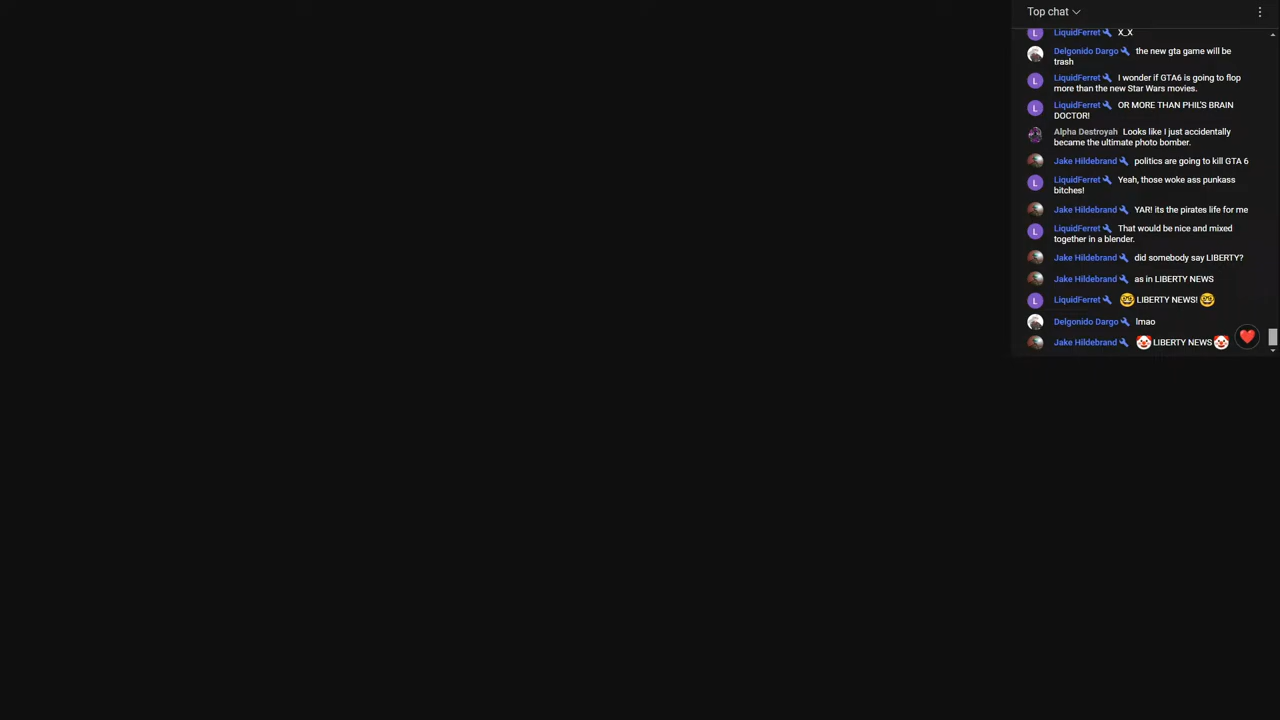 Top chat
L LiquidFerret X_X
Delgonido Dargo the new gta game will be
trash
L LiquidFerret I wonder if GTA6 is going to flop
more than the new Star Wars movies.
L LiquidFerret OR MORE THAN PHIL'S BRAIN
DOCTOR!
Alpha Destroyah Looks like I just accidentally
became the ultimate photo bomber.
Jake Hildebrand politics are going to kill GTA 6
L LiquidFerret Yeah, those woke ass punkass
bitches!
Jake Hildebrand YAR! its the pirates life for me
L LiquidFerret That would be nice and mixed
together in a blender.
Jake Hildebrand did somebody say LIBERTY?
Jake Hildebrand as in LIBERTY NEWS
L LiquidFerret 🤓 LIBERTY NEWS! 🤓
Delgonido Dargo lmao
Jake Hildebrand 🤡 LIBERTY NEWS 🤡